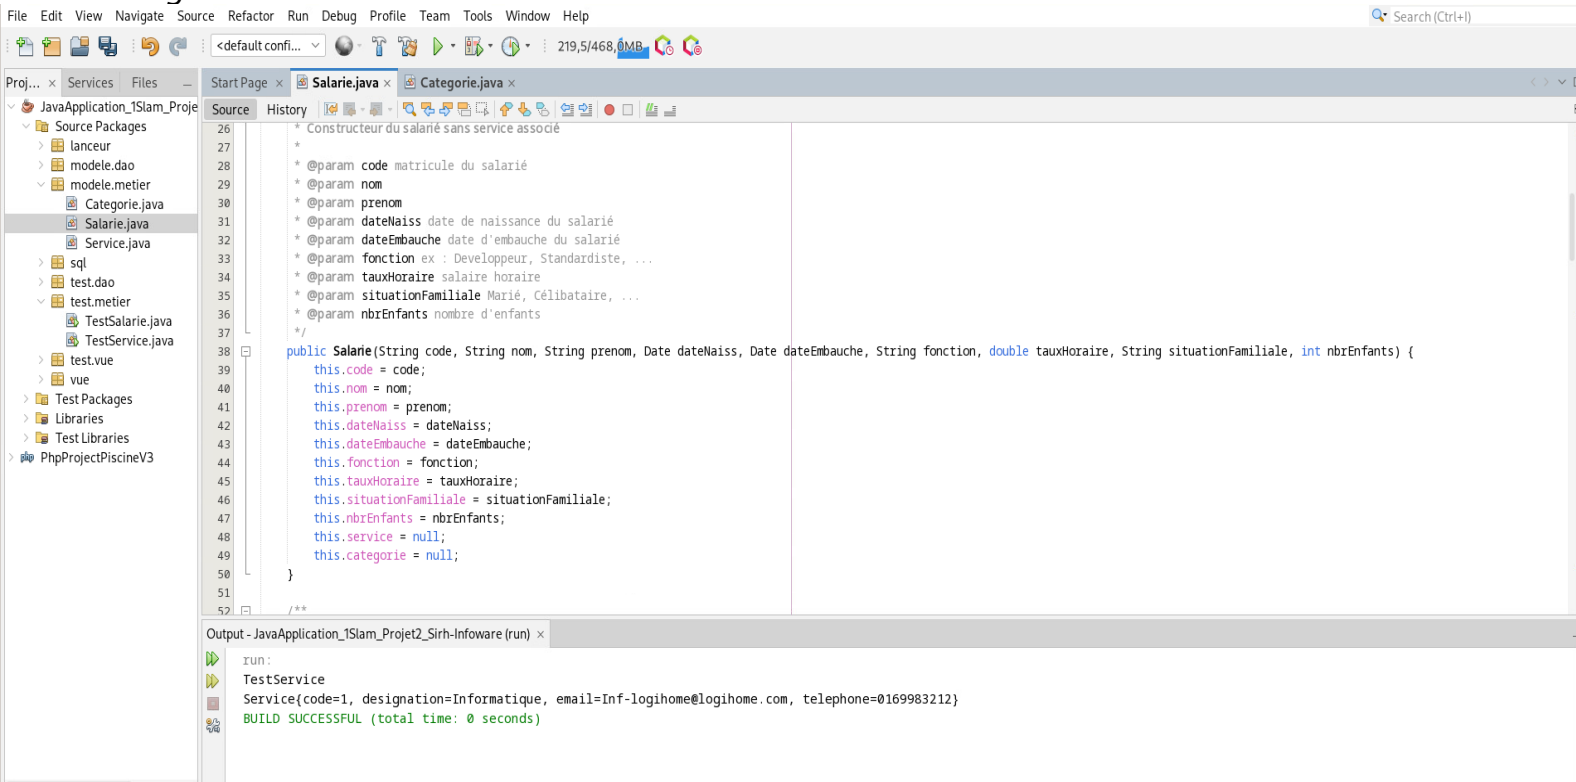 File Edit View Navigate Source Refactor Run Debug Profile Team Tools Window Help
Search (Ctrl+I)
<default confi...
219,5/468,0MB
Proj... × Services Files
Start Page × Salarie.java × Categorie.java ×
Source History
JavaApplication_1Slam_Proje
Source Packages
lanceur
modele.dao
modele.metier
Categorie.java
Salarie.java
Service.java
sql
test.dao
test.metier
TestSalarie.java
TestService.java
test.vue
vue
Test Packages
Libraries
Test Libraries
PhpProjectPiscineV3
26 * Constructeur du salarié sans service associé
27 *
28 * @param code matricule du salarié
29 * @param nom
30 * @param prenom
31 * @param dateNaiss date de naissance du salarié
32 * @param dateEmbauche date d'embauche du salarié
33 * @param fonction ex : Developpeur, Standardiste, ...
34 * @param tauxHoraire salaire horaire
35 * @param situationFamiliale Marié, Célibataire, ...
36 * @param nbrEnfants nombre d'enfants
37 */
38 public Salarie(String code, String nom, String prenom, Date dateNaiss, Date dateEmbauche, String fonction, double tauxHoraire, String situationFamiliale, int nbrEnfants) {
39 this.code = code;
40 this.nom = nom;
41 this.prenom = prenom;
42 this.dateNaiss = dateNaiss;
43 this.dateEmbauche = dateEmbauche;
44 this.fonction = fonction;
45 this.tauxHoraire = tauxHoraire;
46 this.situationFamiliale = situationFamiliale;
47 this.nbrEnfants = nbrEnfants;
48 this.service = null;
49 this.categorie = null;
50 }
51
52 /**
Output - JavaApplication_1Slam_Projet2_Sirh-Infoware (run) ×
run:
TestService
Service{code=1, designation=Informatique, email=Inf-logihome@logihome.com, telephone=0169983212}
BUILD SUCCESSFUL (total time: 0 seconds)